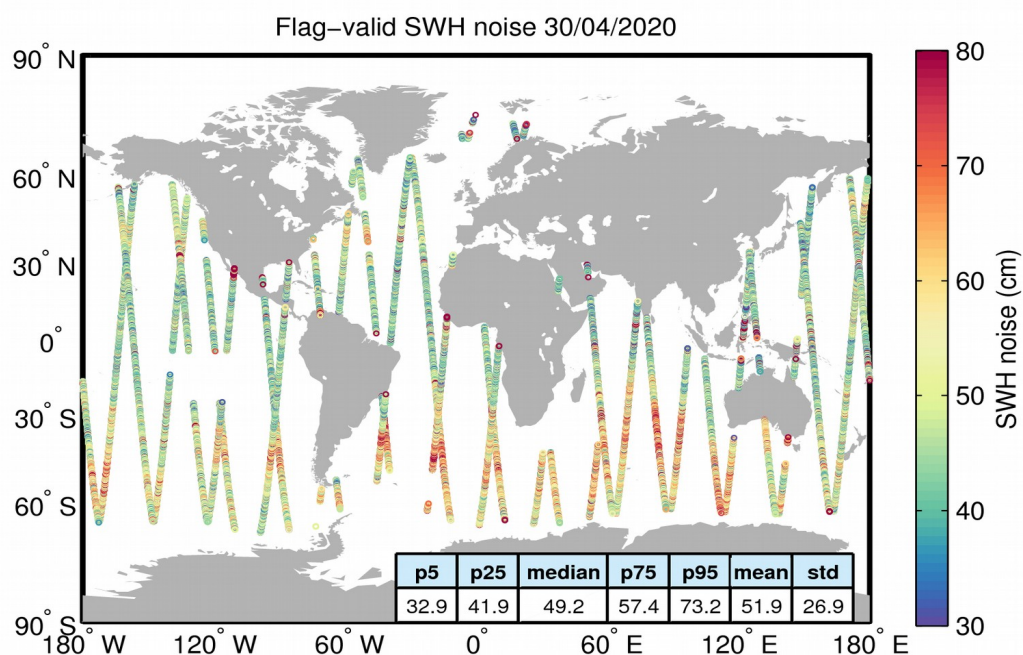 Flag−valid SWH noise 30/04/2020
90° N
60° N
30° N
0°
30° S
60° S
90° S
180° W
120° W
60° W
0°
60° E
120° E
180° E
p5 p25 median p75 p95 mean std
32.9 41.9 49.2 57.4 73.2 51.9 26.9
80
70
60
50
40
30
SWH noise (cm)